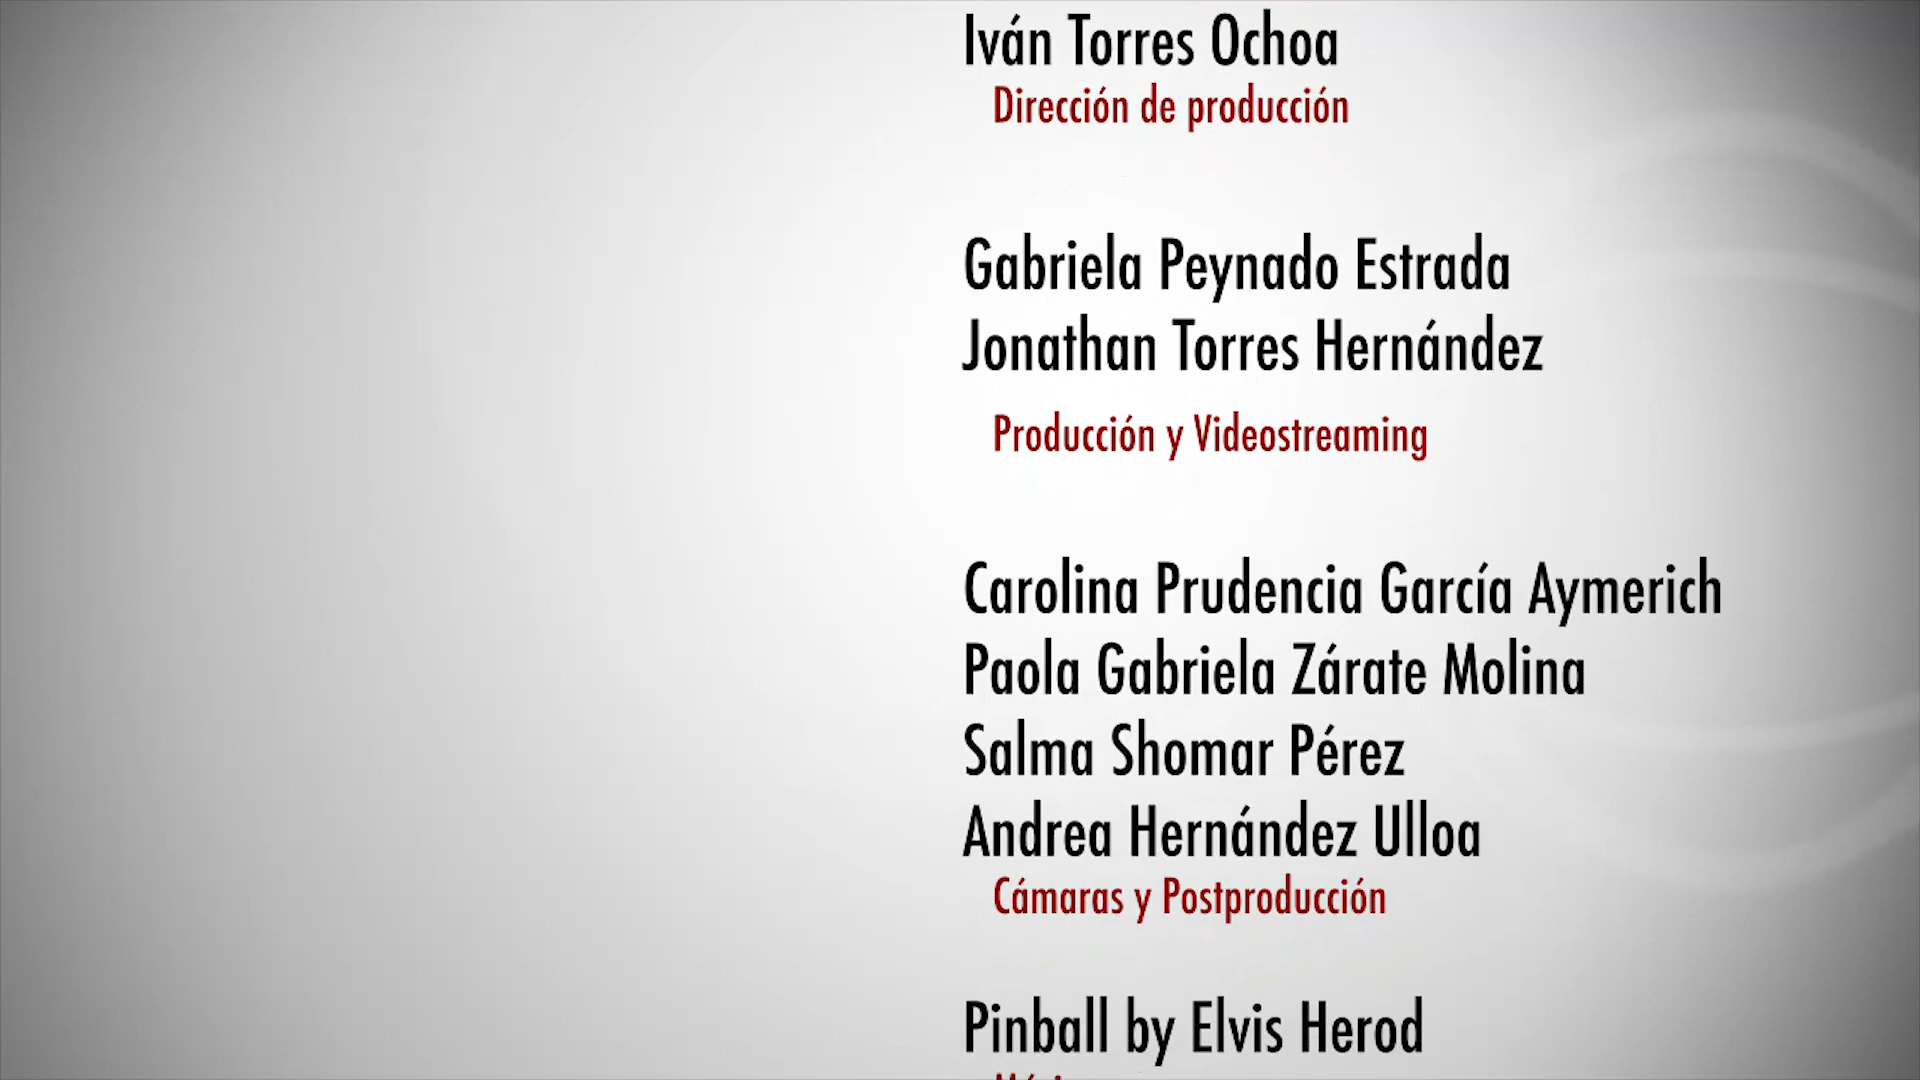 Iván Torres Ochoa
Dirección de producción
Gabriela Peynado Estrada
Jonathan Torres Hernández
Producción y Videostreaming
Carolina Prudencia García Aymerich
Paola Gabriela Zárate Molina
Salma Shomar Pérez
Andrea Hernández Ulloa
Cámaras y Postproducción
Pinball by Elvis Herod